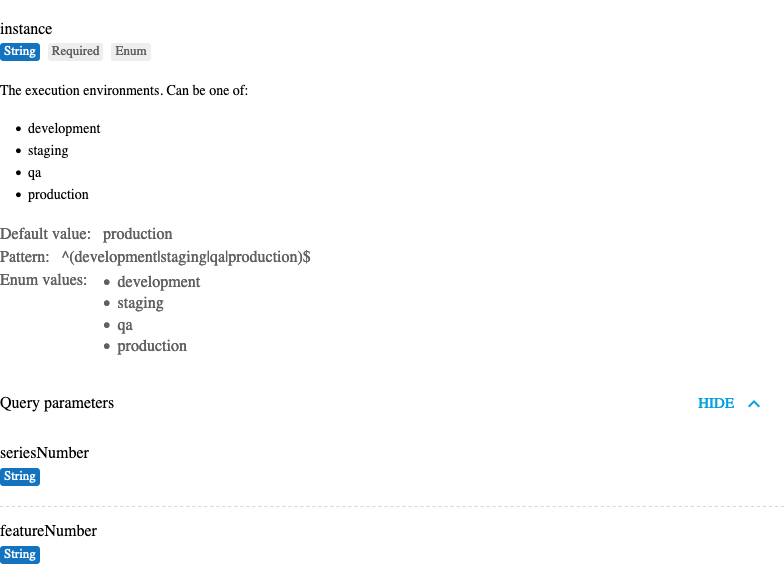 instance
String Required Enum
The execution environments. Can be one of:
• development
• staging
• qa
• production
Default value: production
Pattern: ^(development|staging|qa|production)$
Enum values: • development
• staging
• qa
• production
Query parameters HIDE
seriesNumber
String
featureNumber
String